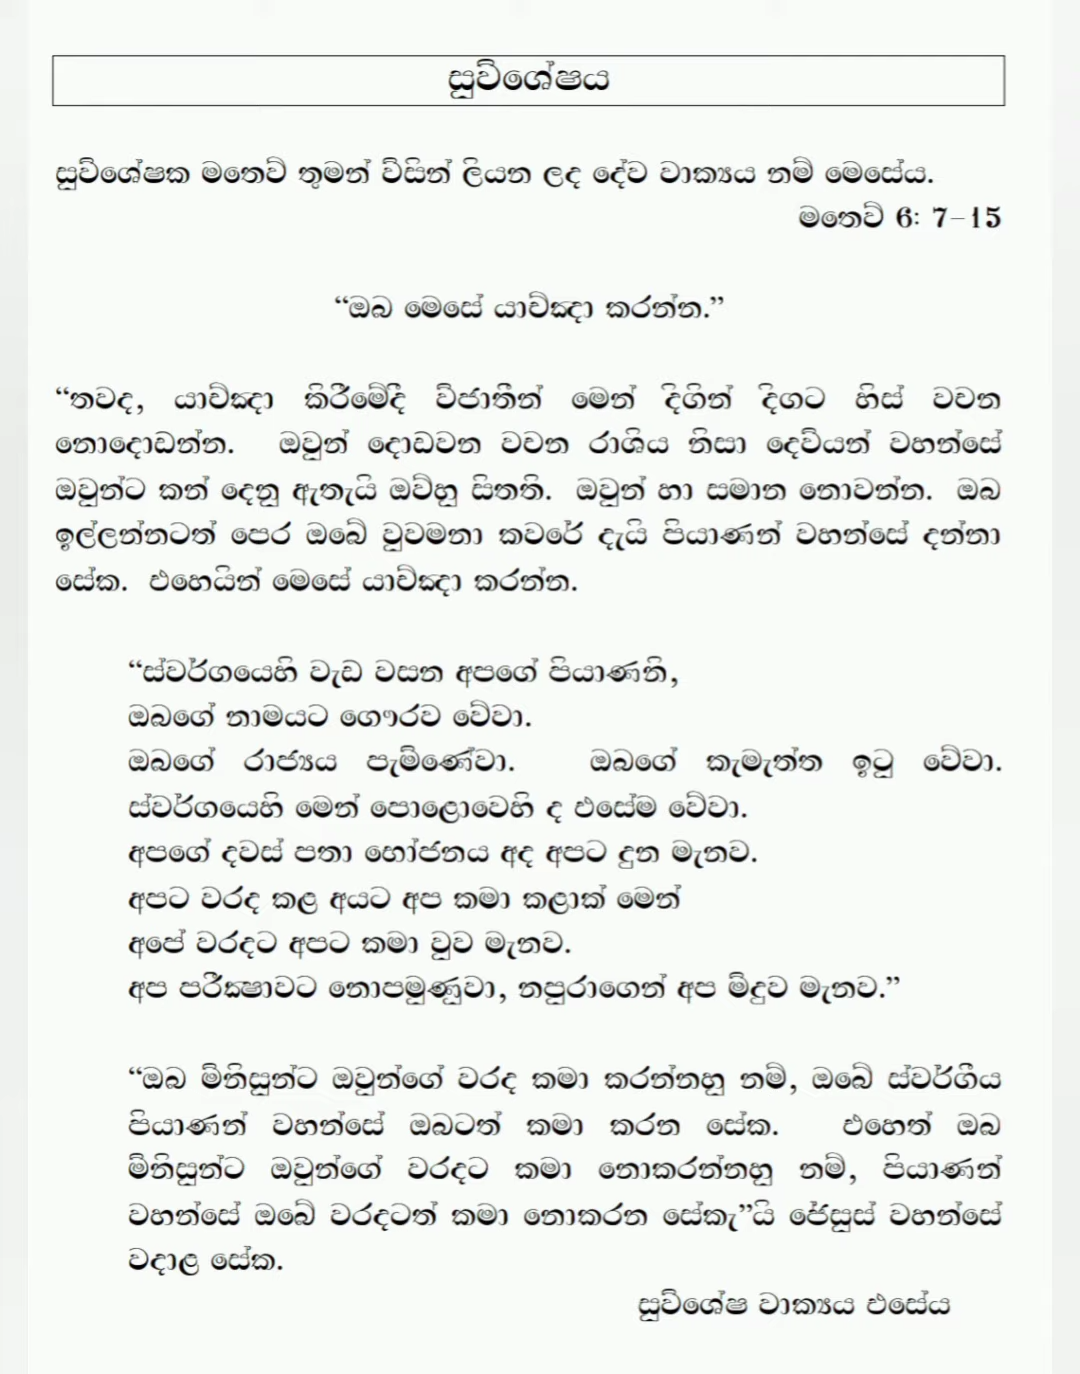 සුවිශේෂය
සුවිශේෂක මතෙව් තුමන් විසින් ලියන ලද දේව වාක්‍යය නම් මෙසේය.
මතෙව් 6: 7–15
“ඔබ මෙසේ යාච්ඤා කරන්න.”
“තවද, යාච්ඤා කිරීමේදී විජාතීන් මෙන් දිගින් දිගට හිස් වචන
නොදොඩන්න. ඔවුන් දොඩවන වචන රාශිය නිසා දෙවියන් වහන්සේ
ඔවුන්ට කන් දෙනු ඇතැයි ඔව්හු සිතති. ඔවුන් හා සමාන නොවන්න. ඔබ
ඉල්ලන්නටත් පෙර ඔබේ වුවමනා කවරේ දැයි පියාණන් වහන්සේ දන්නා
සේක. එහෙයින් මෙසේ යාච්ඤා කරන්න.
“ස්වර්ගයෙහි වැඩ වසන අපගේ පියාණනි,
ඔබගේ නාමයට ගෞරව වේවා.
ඔබගේ රාජ්‍යය පැමිණේවා. ඔබගේ කැමැත්ත ඉටු වේවා.
ස්වර්ගයෙහි මෙන් පොළොවෙහි ද එසේම වේවා.
අපගේ දවස් පතා භෝජනය අද අපට දුන මැනව.
අපට වරද කළ අයට අප කමා කළාක් මෙන්
අපේ වරදට අපට කමා වුව මැනව.
අප පරීක්‍ෂාවට නොපමුණුවා, නපුරාගෙන් අප මිදුව මැනව.”
“ඔබ මිනිසුන්ට ඔවුන්ගේ වරද කමා කරන්නහු නම්, ඔබේ ස්වර්ගීය
පියාණන් වහන්සේ ඔබටත් කමා කරන සේක. එහෙත් ඔබ
මිනිසුන්ට ඔවුන්ගේ වරදට කමා නොකරන්නහු නම්, පියාණන්
වහන්සේ ඔබේ වරදටත් කමා නොකරන සේකැ”යි ජේසුස් වහන්සේ
වදාළ සේක.
සුවිශේෂ වාක්‍යය එසේය